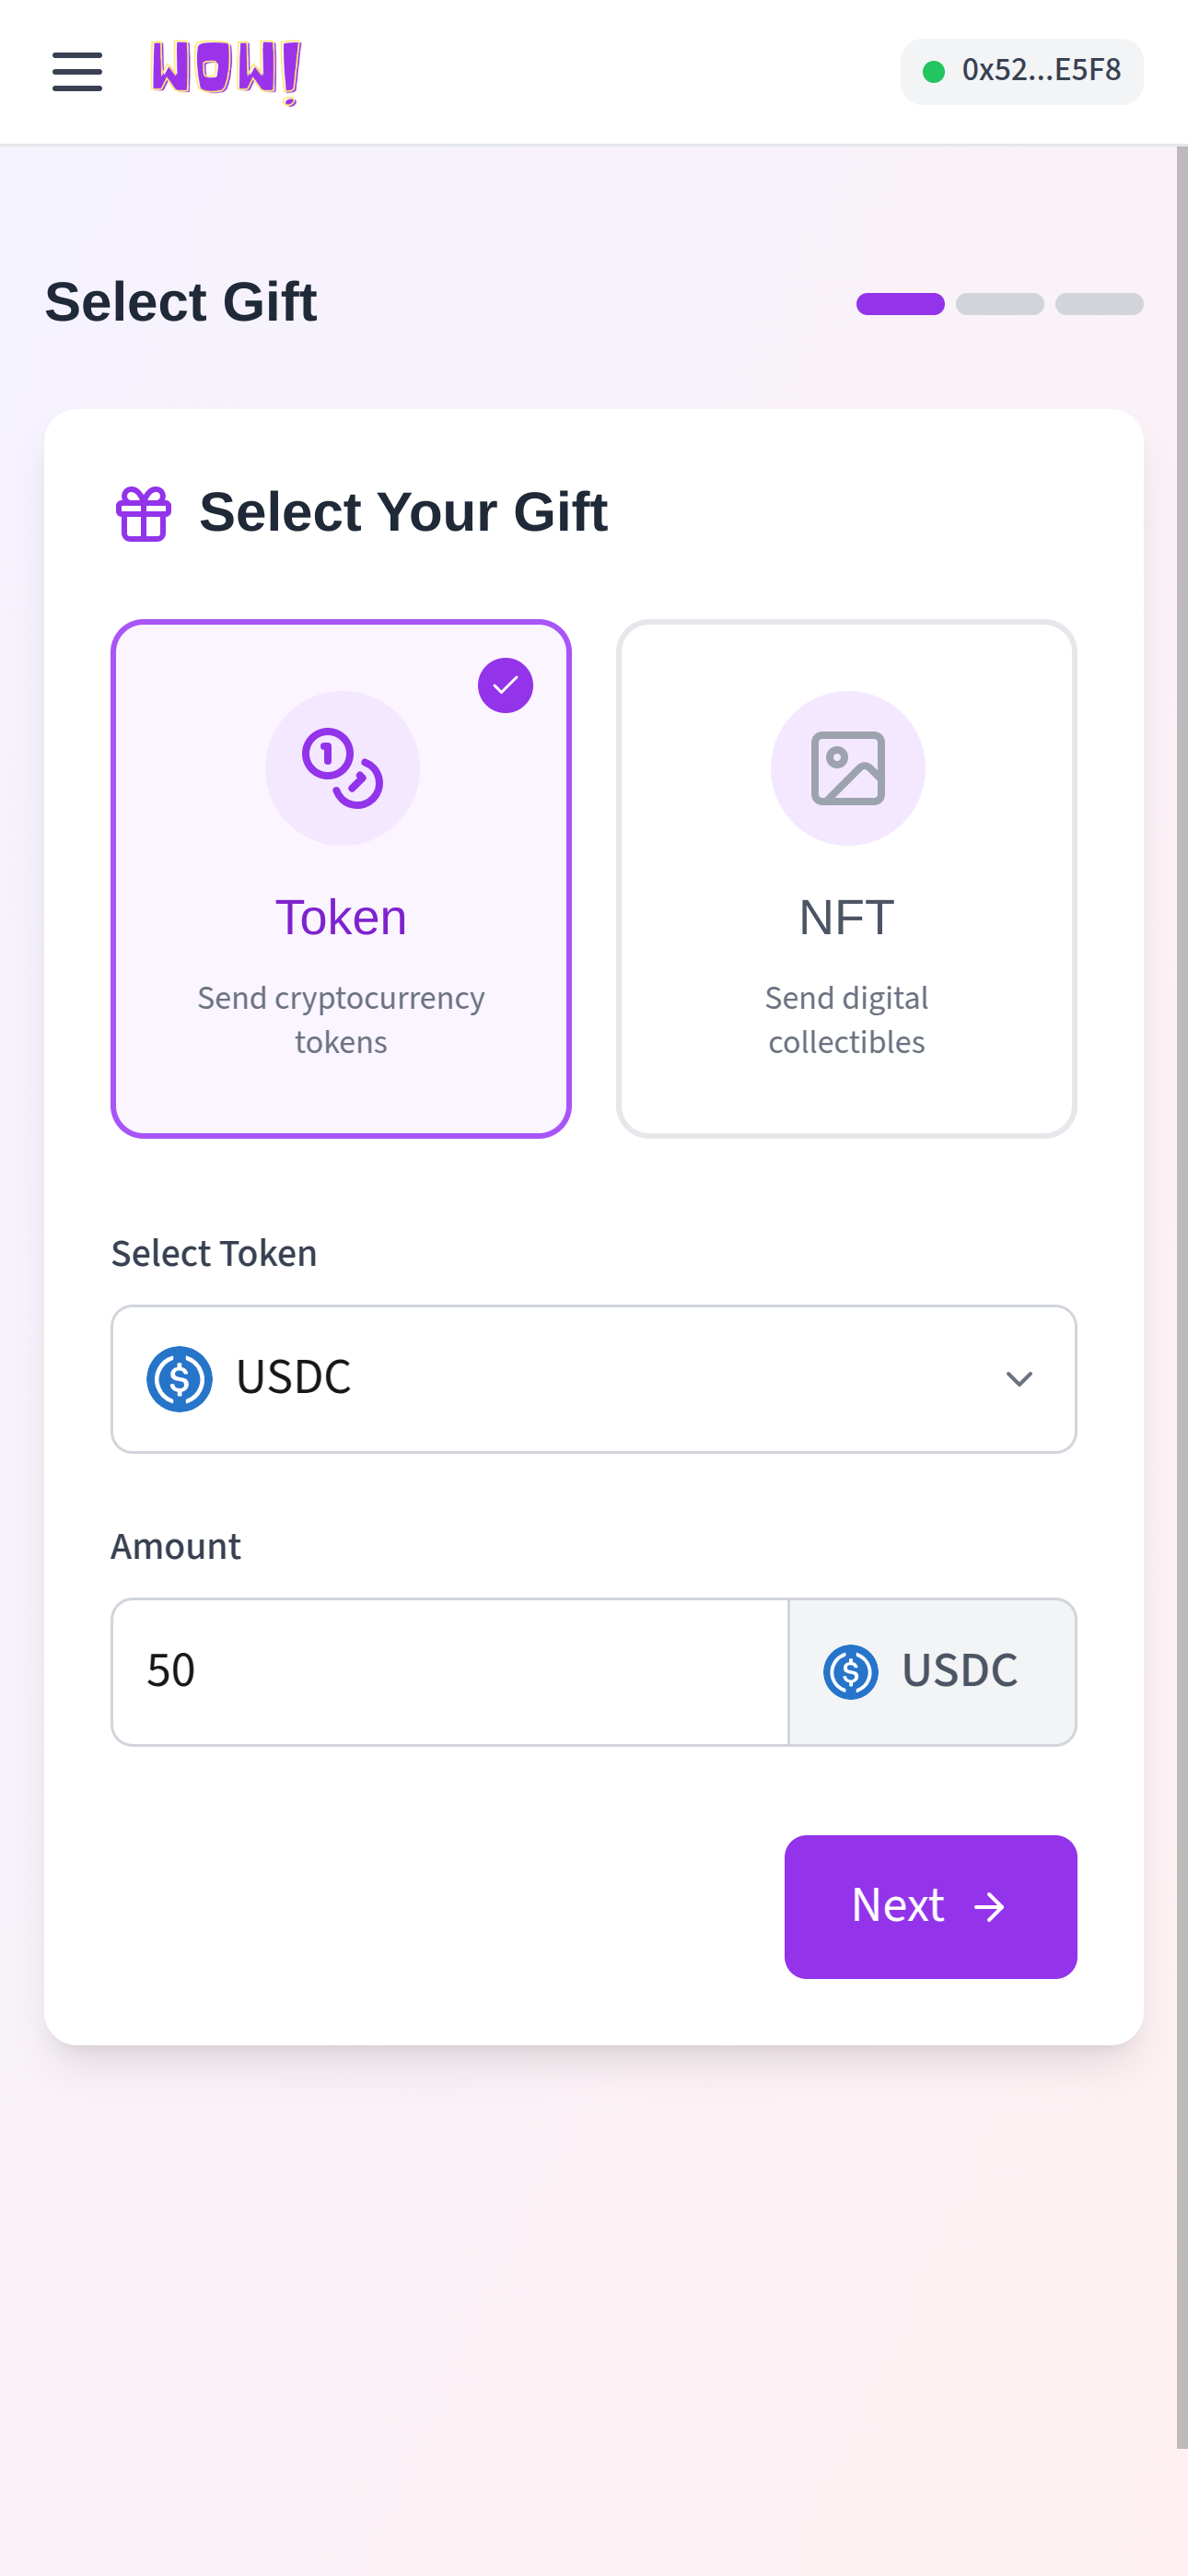 WOW!
0x52...E5F8
Select Gift
Select Your Gift
Token
Send cryptocurrency
tokens
NFT
Send digital
collectibles
Select Token
USDC
Amount
50
USDC
Next